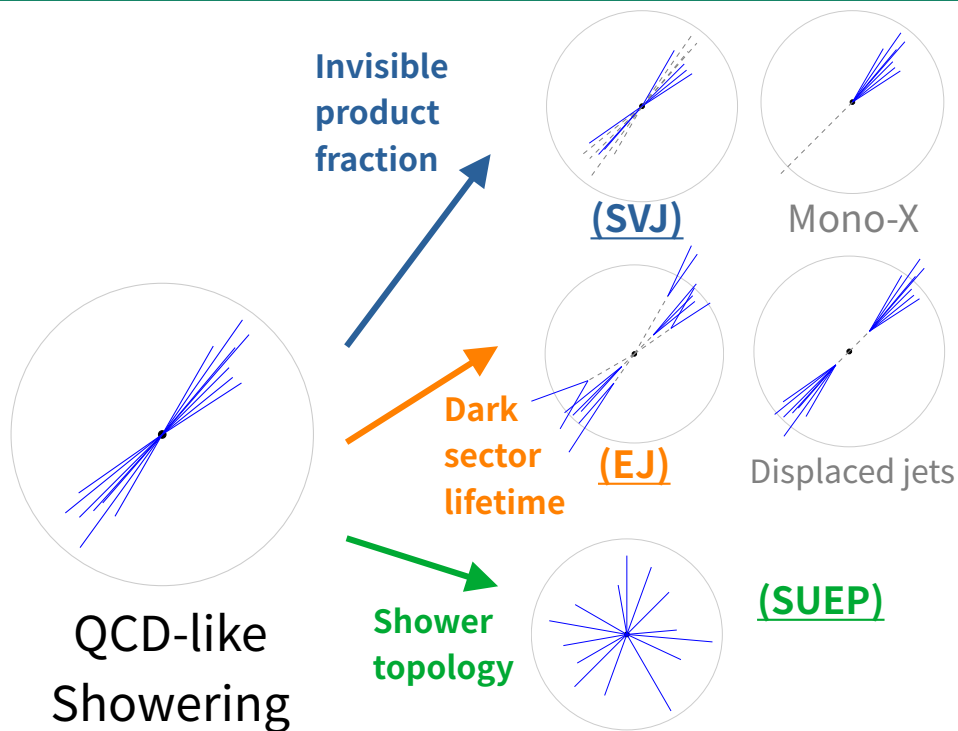 Invisible
product
fraction
(SVJ)
Mono-X
Dark
sector
lifetime
(EJ)
Displaced jets
QCD-like
Showering
Shower
topology
(SUEP)